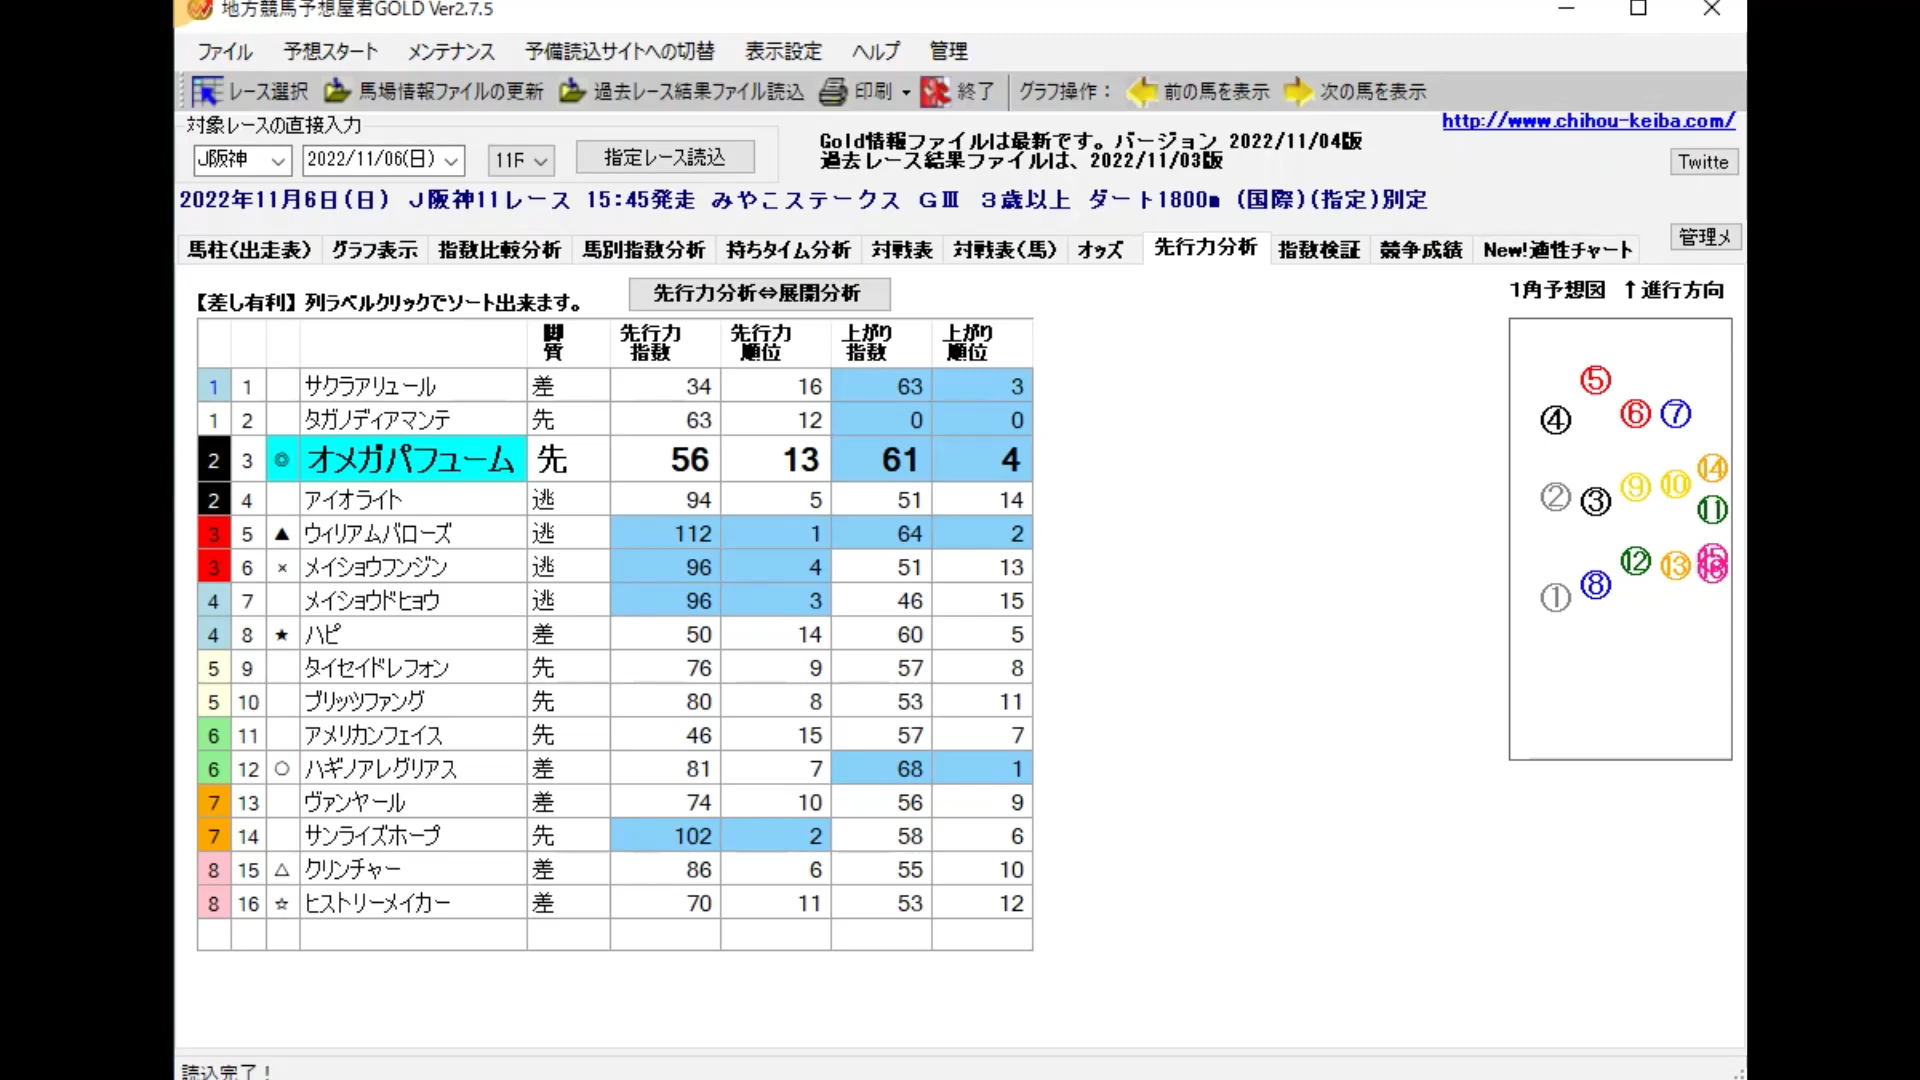 地方競馬予想屋君GOLD Ver2.7.5
ファイル 予想スタート メンテナンス 予備読込サイトへの切替 表示設定 ヘルプ 管理
レース選択 馬場情報ファイルの更新 過去レース結果ファイル読込 印刷 終了 グラフ操作： 前の馬を表示 次の馬を表示
対象レースの直接入力
http://www.chihou-keiba.com/
Gold情報ファイルは最新です。バージョン 2022/11/04版
J阪神 2022/11/06(日) 11R 指定レース読込
過去レース結果ファイルは、2022/11/03版
Twitte
2022年11月6日(日) J阪神11レース 15:45発走 みやこステークス GⅢ 3歳以上 ダート1800m (国際)(指定)別定
管理メ
馬柱(出走表) グラフ表示 指数比較分析 馬別指数分析 持ちタイム分析 対戦表 対戦表(馬) オッズ 先行力分析 指数検証 競争成績 New!適性チャート
【差し有利】列ラベルクリックでソート出来ます。 先行力分析⇔展開分析
1角予想図 ↑進行方向
脚質 先行力指数 先行力順位 上がり指数 上がり順位
1 1 サクラアリュール 差 34 16 63 3
1 2 タガノディアマンテ 先 63 12 0 0
2 3 ◎ オメガパフューム 先 56 13 61 4
2 4 アイオライト 逃 94 5 51 14
3 5 ▲ ウィリアムバローズ 逃 112 1 64 2
3 6 × メイショウフンジン 逃 96 4 51 13
4 7 メイショウドヒョウ 逃 96 3 46 15
4 8 ★ ハピ 差 50 14 60 5
5 9 タイセイドレフォン 先 76 9 57 8
5 10 ブリッツファング 先 80 8 53 11
6 11 アメリカンフェイス 先 46 15 57 7
6 12 ○ ハギノアレグリアス 差 81 7 68 1
7 13 ヴァンヤール 差 74 10 56 9
7 14 サンライズホープ 先 102 2 58 6
8 15 △ クリンチャー 差 86 6 55 10
8 16 ☆ ヒストリーメイカー 差 70 11 53 12
⑤
④ ⑥ ⑦
⑭
② ③ ⑨ ⑩ ⑪
⑫ ⑬ ⑮ ⑯
① ⑧
読込完了！